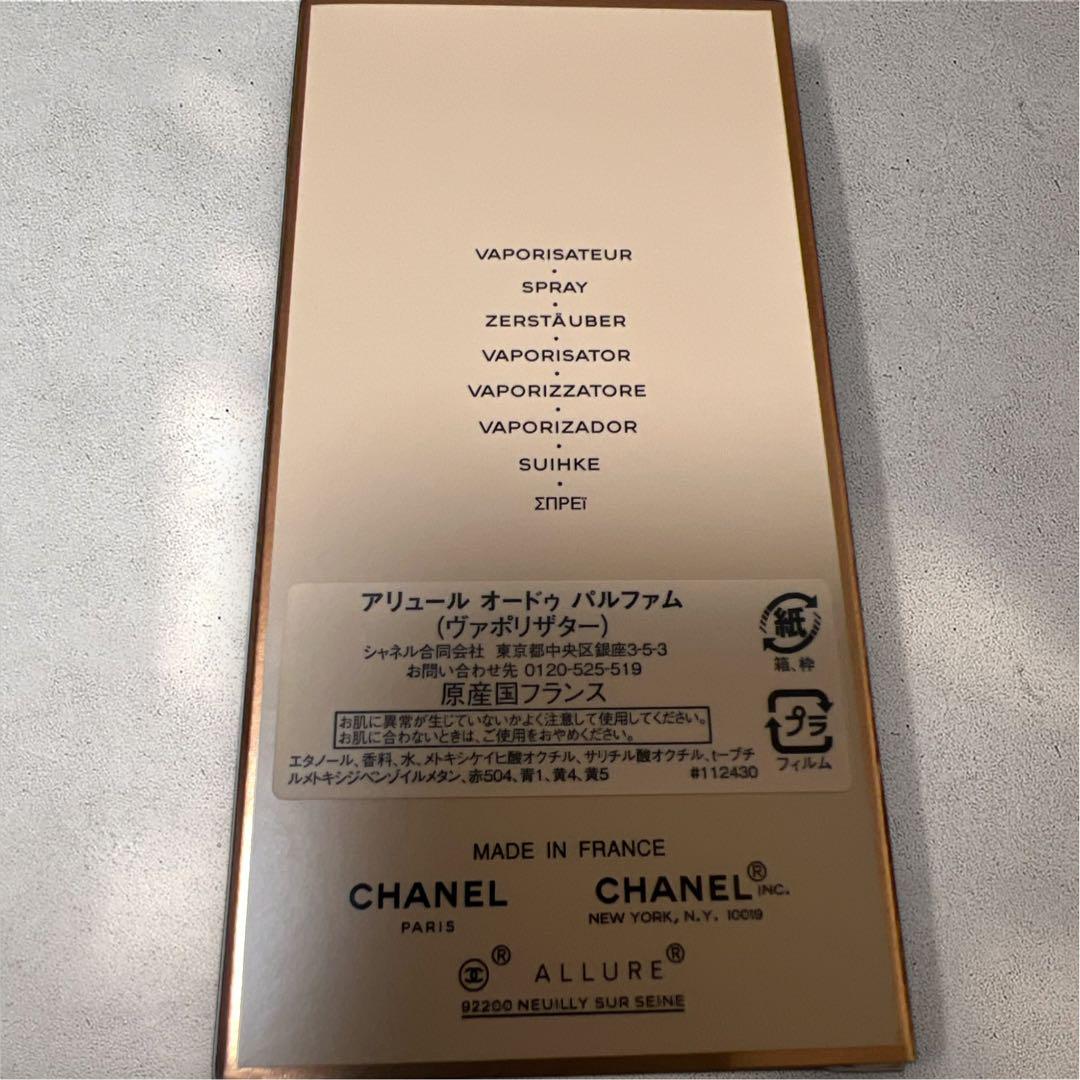 VAPORISATEUR
•
SPRAY
•
ZERSTÄUBER
•
VAPORISATOR
•
VAPORIZZATORE
•
VAPORIZADOR
•
SUIHKE
•
ΣΠΡΕϊ
アリュール オードゥ パルファム
(ヴァポリザター)
シャネル合同会社 東京都中央区銀座3-5-3
お問い合わせ先 0120-525-519
原産国フランス
お肌に異常が生じていないかよく注意して使用してください。
お肌に合わないときは、ご使用をおやめください。
エタノール、香料、水、メトキシケイヒ酸オクチル、サリチル酸オクチル、t-ブチ
ルメトキシジベンゾイルメタン、赤504、青1、黄4、黄5 #112430
紙
箱、枠
プラ
フィルム
MADE IN FRANCE
CHANEL
PARIS
CHANEL® INC.
NEW YORK, N.Y. 10019
® ALLURE®
92200 NEUILLY SUR SEINE